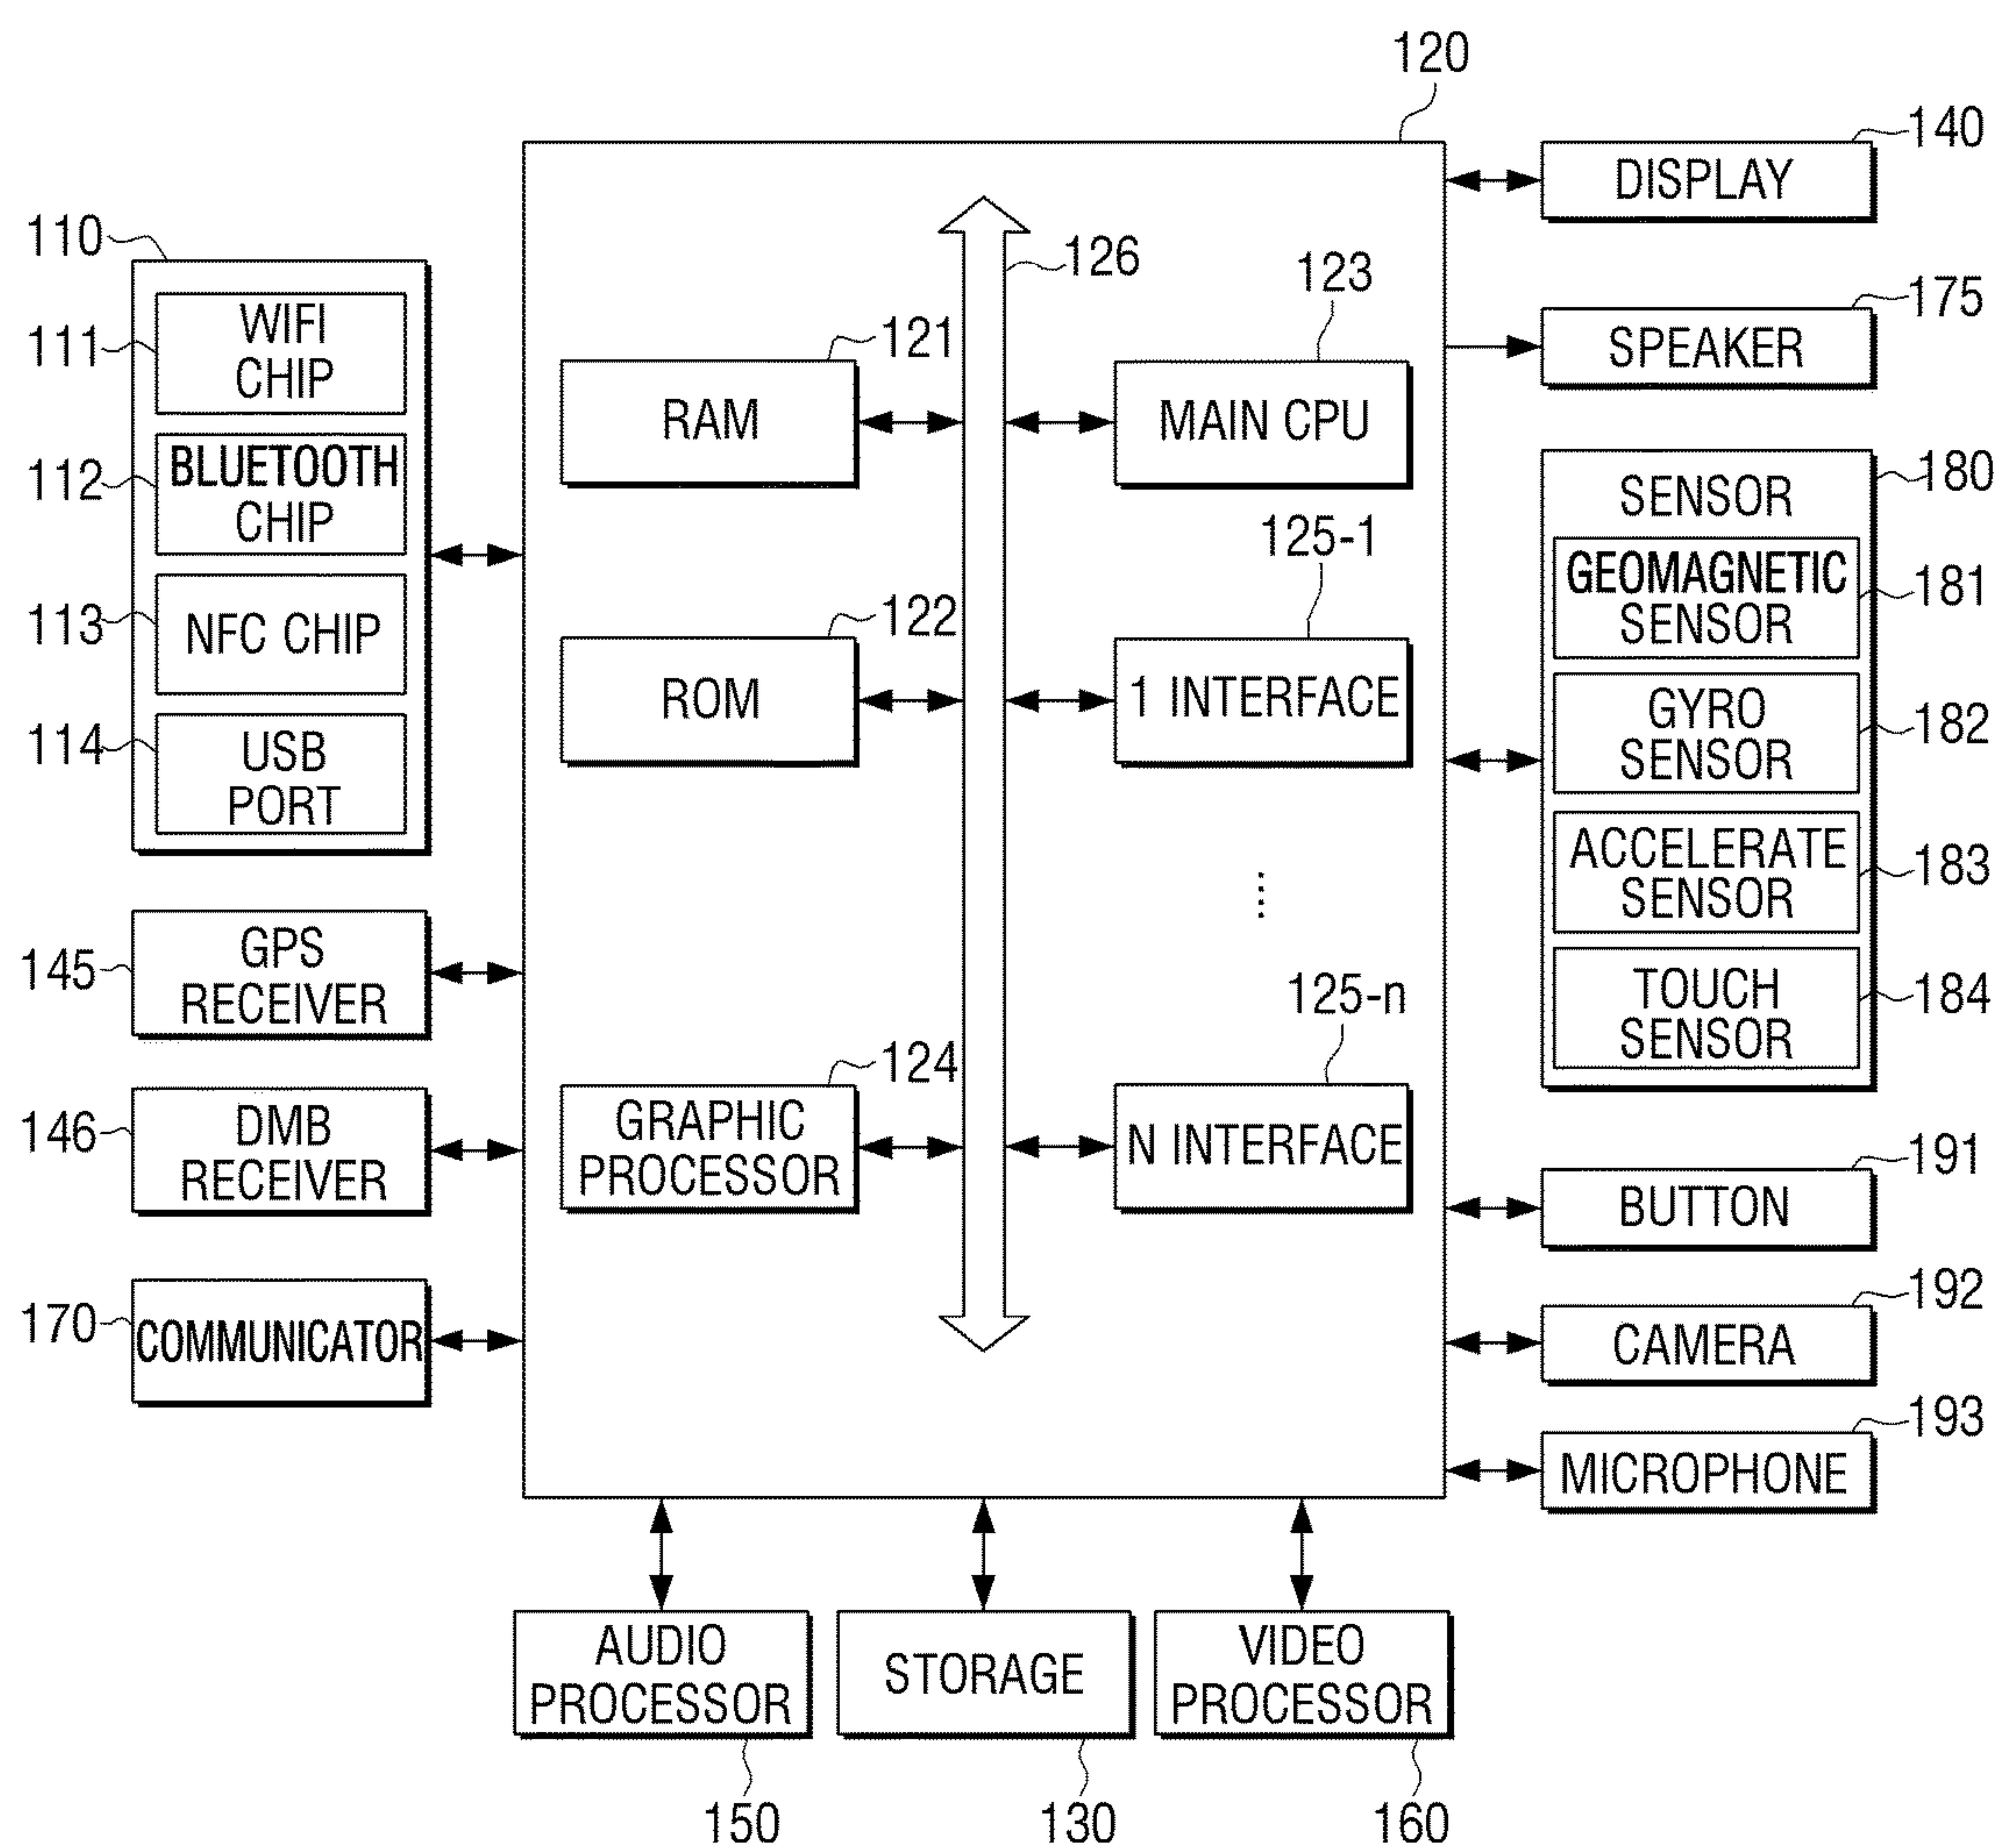 120
110
111
WIFI
CHIP
112
BLUETOOTH
CHIP
113
NFC CHIP
114
USB
PORT
145
GPS
RECEIVER
146
DMB
RECEIVER
170
COMMUNICATOR
126
121
RAM
122
ROM
124
GRAPHIC
PROCESSOR
123
MAIN CPU
125-1
1 INTERFACE
125-n
N INTERFACE
140
DISPLAY
175
SPEAKER
180
SENSOR
GEOMAGNETIC
SENSOR
181
GYRO
SENSOR
182
ACCELERATE
SENSOR
183
TOUCH
SENSOR
184
191
BUTTON
192
CAMERA
193
MICROPHONE
AUDIO
PROCESSOR
150
STORAGE
130
VIDEO
PROCESSOR
160